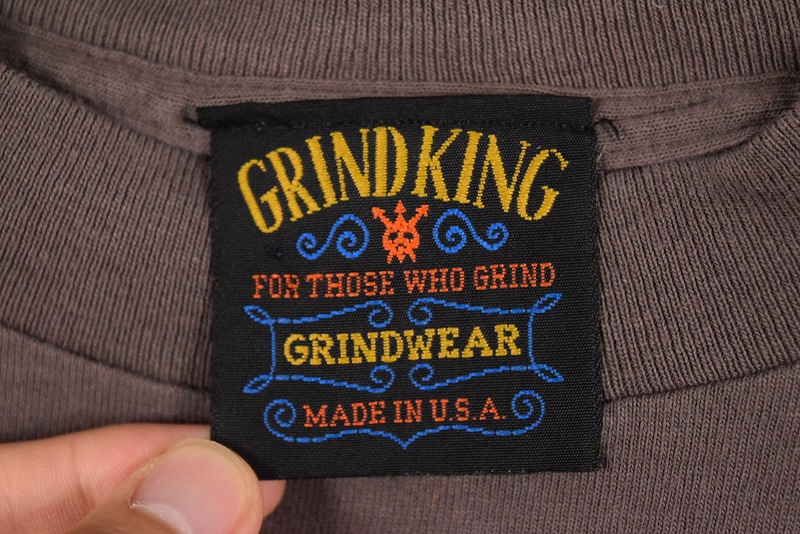 GRINDKING
FOR THOSE WHO GRIND
GRINDWEAR
MADE IN U.S.A.